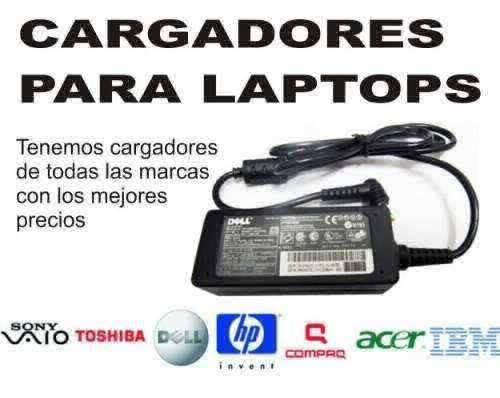 CARGADORES
PARA LAPTOPS
Tenemos cargadores
de todas las marcas
con los mejores
precios
DELL
SONY
VAIO
TOSHIBA
DELL
hp
invent
COMPAQ
acer
IBM